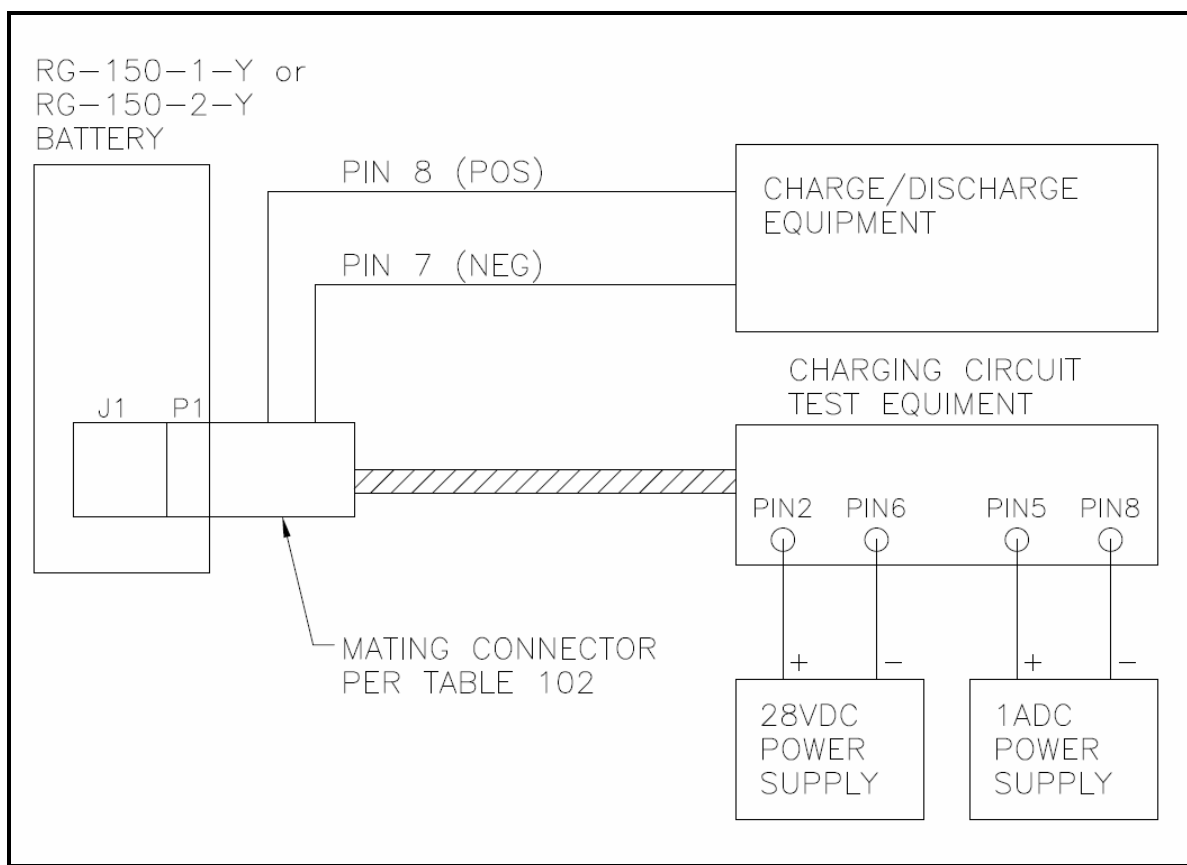 RG-150-1-Y or
RG-150-2-Y
BATTERY
PIN 8 (POS)
PIN 7 (NEG)
CHARGE/DISCHARGE
EQUIPMENT
J1
P1
CHARGING CIRCUIT
TEST EQUIMENT
PIN2
PIN6
PIN5
PIN8
MATING CONNECTOR
PER TABLE 102
+
-
+
-
28VDC
POWER
SUPPLY
1ADC
POWER
SUPPLY